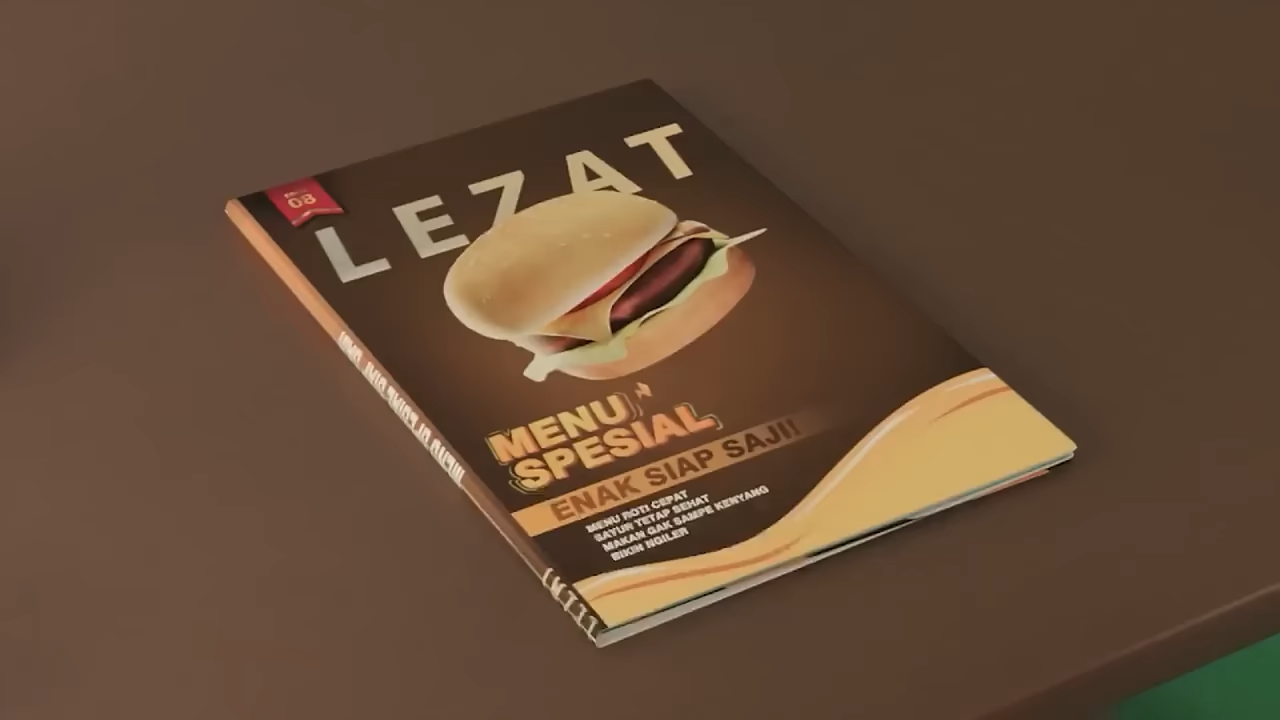 08
LEZAT
MENU
SPESIAL
ENAK SIAP SAJI!
MENU ROTI CEPAT
SAYUR TETAP SEHAT
MAKAN GAK SAMPE KENYANG
BIKIN NGILER